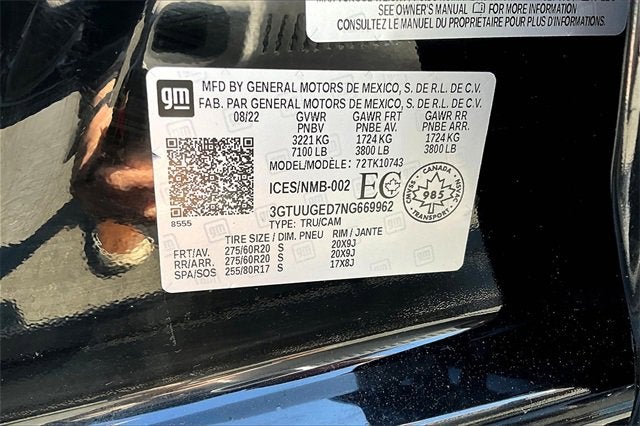 SEE OWNER'S MANUAL FOR MORE INFORMATION
CONSULTEZ LE MANUEL DU PROPRIÉTAIRE POUR PLUS D'INFORMATIONS
gm
MFD BY GENERAL MOTORS DE MEXICO, S. DE R.L. DE C.V.
FAB. PAR GENERAL MOTORS DE MEXICO, S. DE R.L. DE C.V.
08/22 GVWR GAWR FRT GAWR RR
PNBV PNBE AV. PNBE ARR.
3221 KG 1724 KG 1724 KG
7100 LB 3800 LB 3800 LB
MODEL/MODÈLE: 72TK10743
ICES/NMB-002 EC
CMVSS 985 NSVAC
8555
3GTUUGED7NG669962
TYPE: TRU/CAM
TIRE SIZE / DIM. PNEU RIM / JANTE
FRT/AV. 275/60R20 S 20X9J
RR/ARR. 275/60R20 S 20X9J
SPA/SOS 255/80R17 S 17X8J